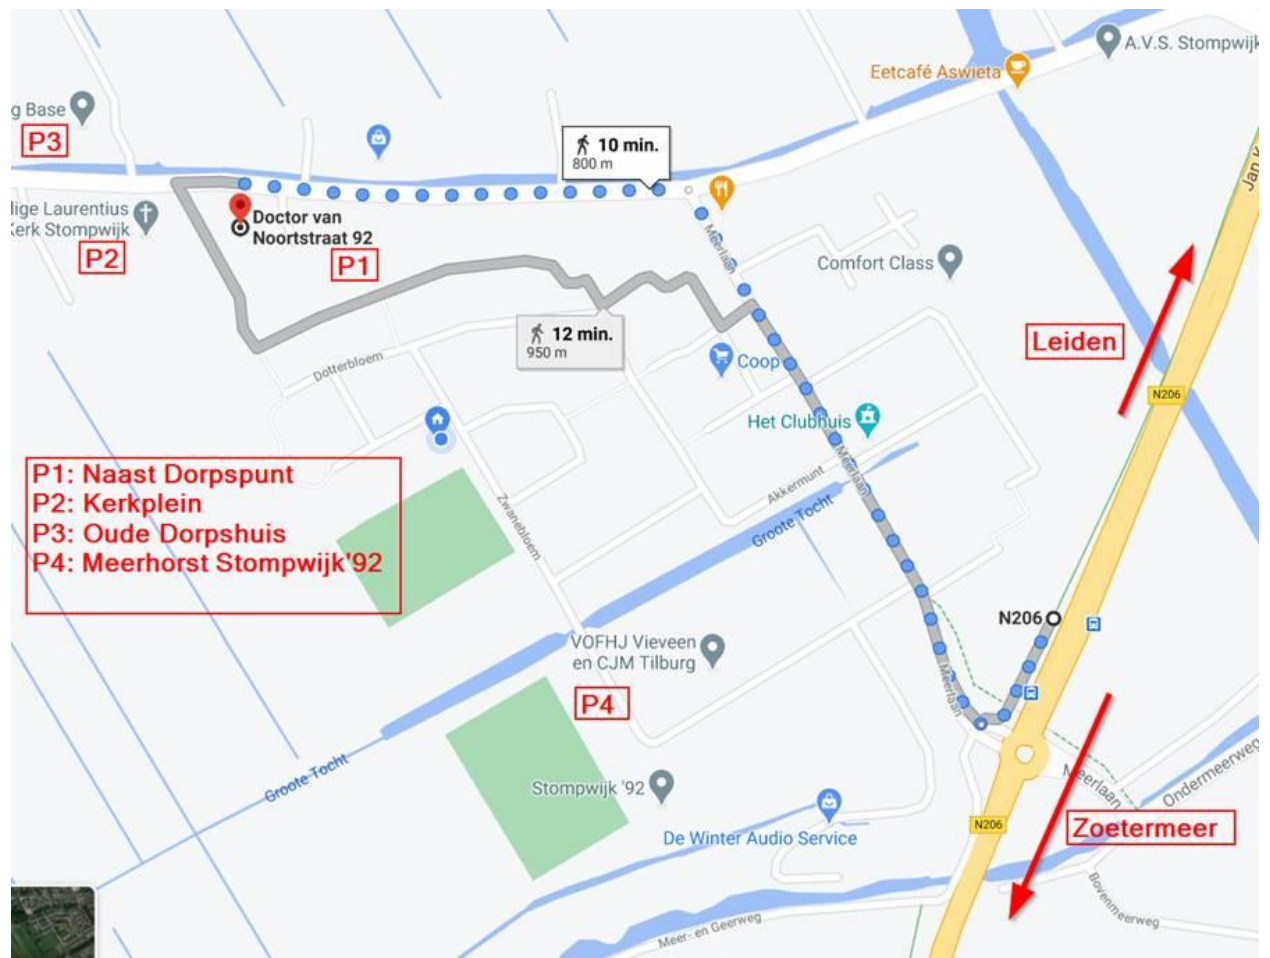 A.V.S. Stompwijk
Eetcafé Aswieta
g Base
P3
10 min.
800 m
lige Laurentius
Kerk Stompwijk
P2
Doctor van
Noortstraat 92
P1
Meerlaan
Comfort Class
Jan K
12 min.
950 m
Leiden
Dotterbloem
Coop
N206
Het Clubhuis
Meerlaan
Akkermunt
P1: Naast Dorpspunt
P2: Kerkplein
P3: Oude Dorpshuis
P4: Meerhorst Stompwijk'92
Zwanebloem
Groote Tocht
N206
VOFHJ Vieveen
en CJM Tilburg
P4
Meerlaan
Groote Tocht
Stompwijk '92
Meerlaan
Ondermeerweg
De Winter Audio Service
N206
Zoetermeer
Bovenmeerweg
Meer- en Geerweg